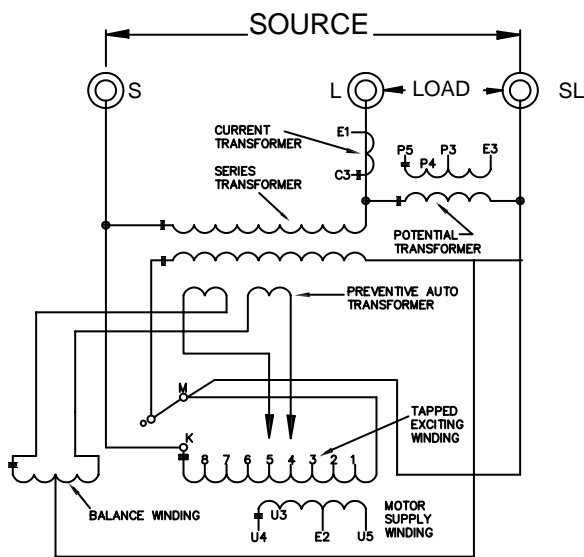 SOURCE
S
L
LOAD
SL
E1
CURRENT
TRANSFORMER
C3
P5
P4
P3
E3
SERIES
TRANSFORMER
POTENTIAL
TRANSFORMER
PREVENTIVE AUTO
TRANSFORMER
M
K
8 7 6 5 4 3 2 1
TAPPED
EXCITING
WINDING
BALANCE WINDING
U3
U4
E2
U5
MOTOR
SUPPLY
WINDING